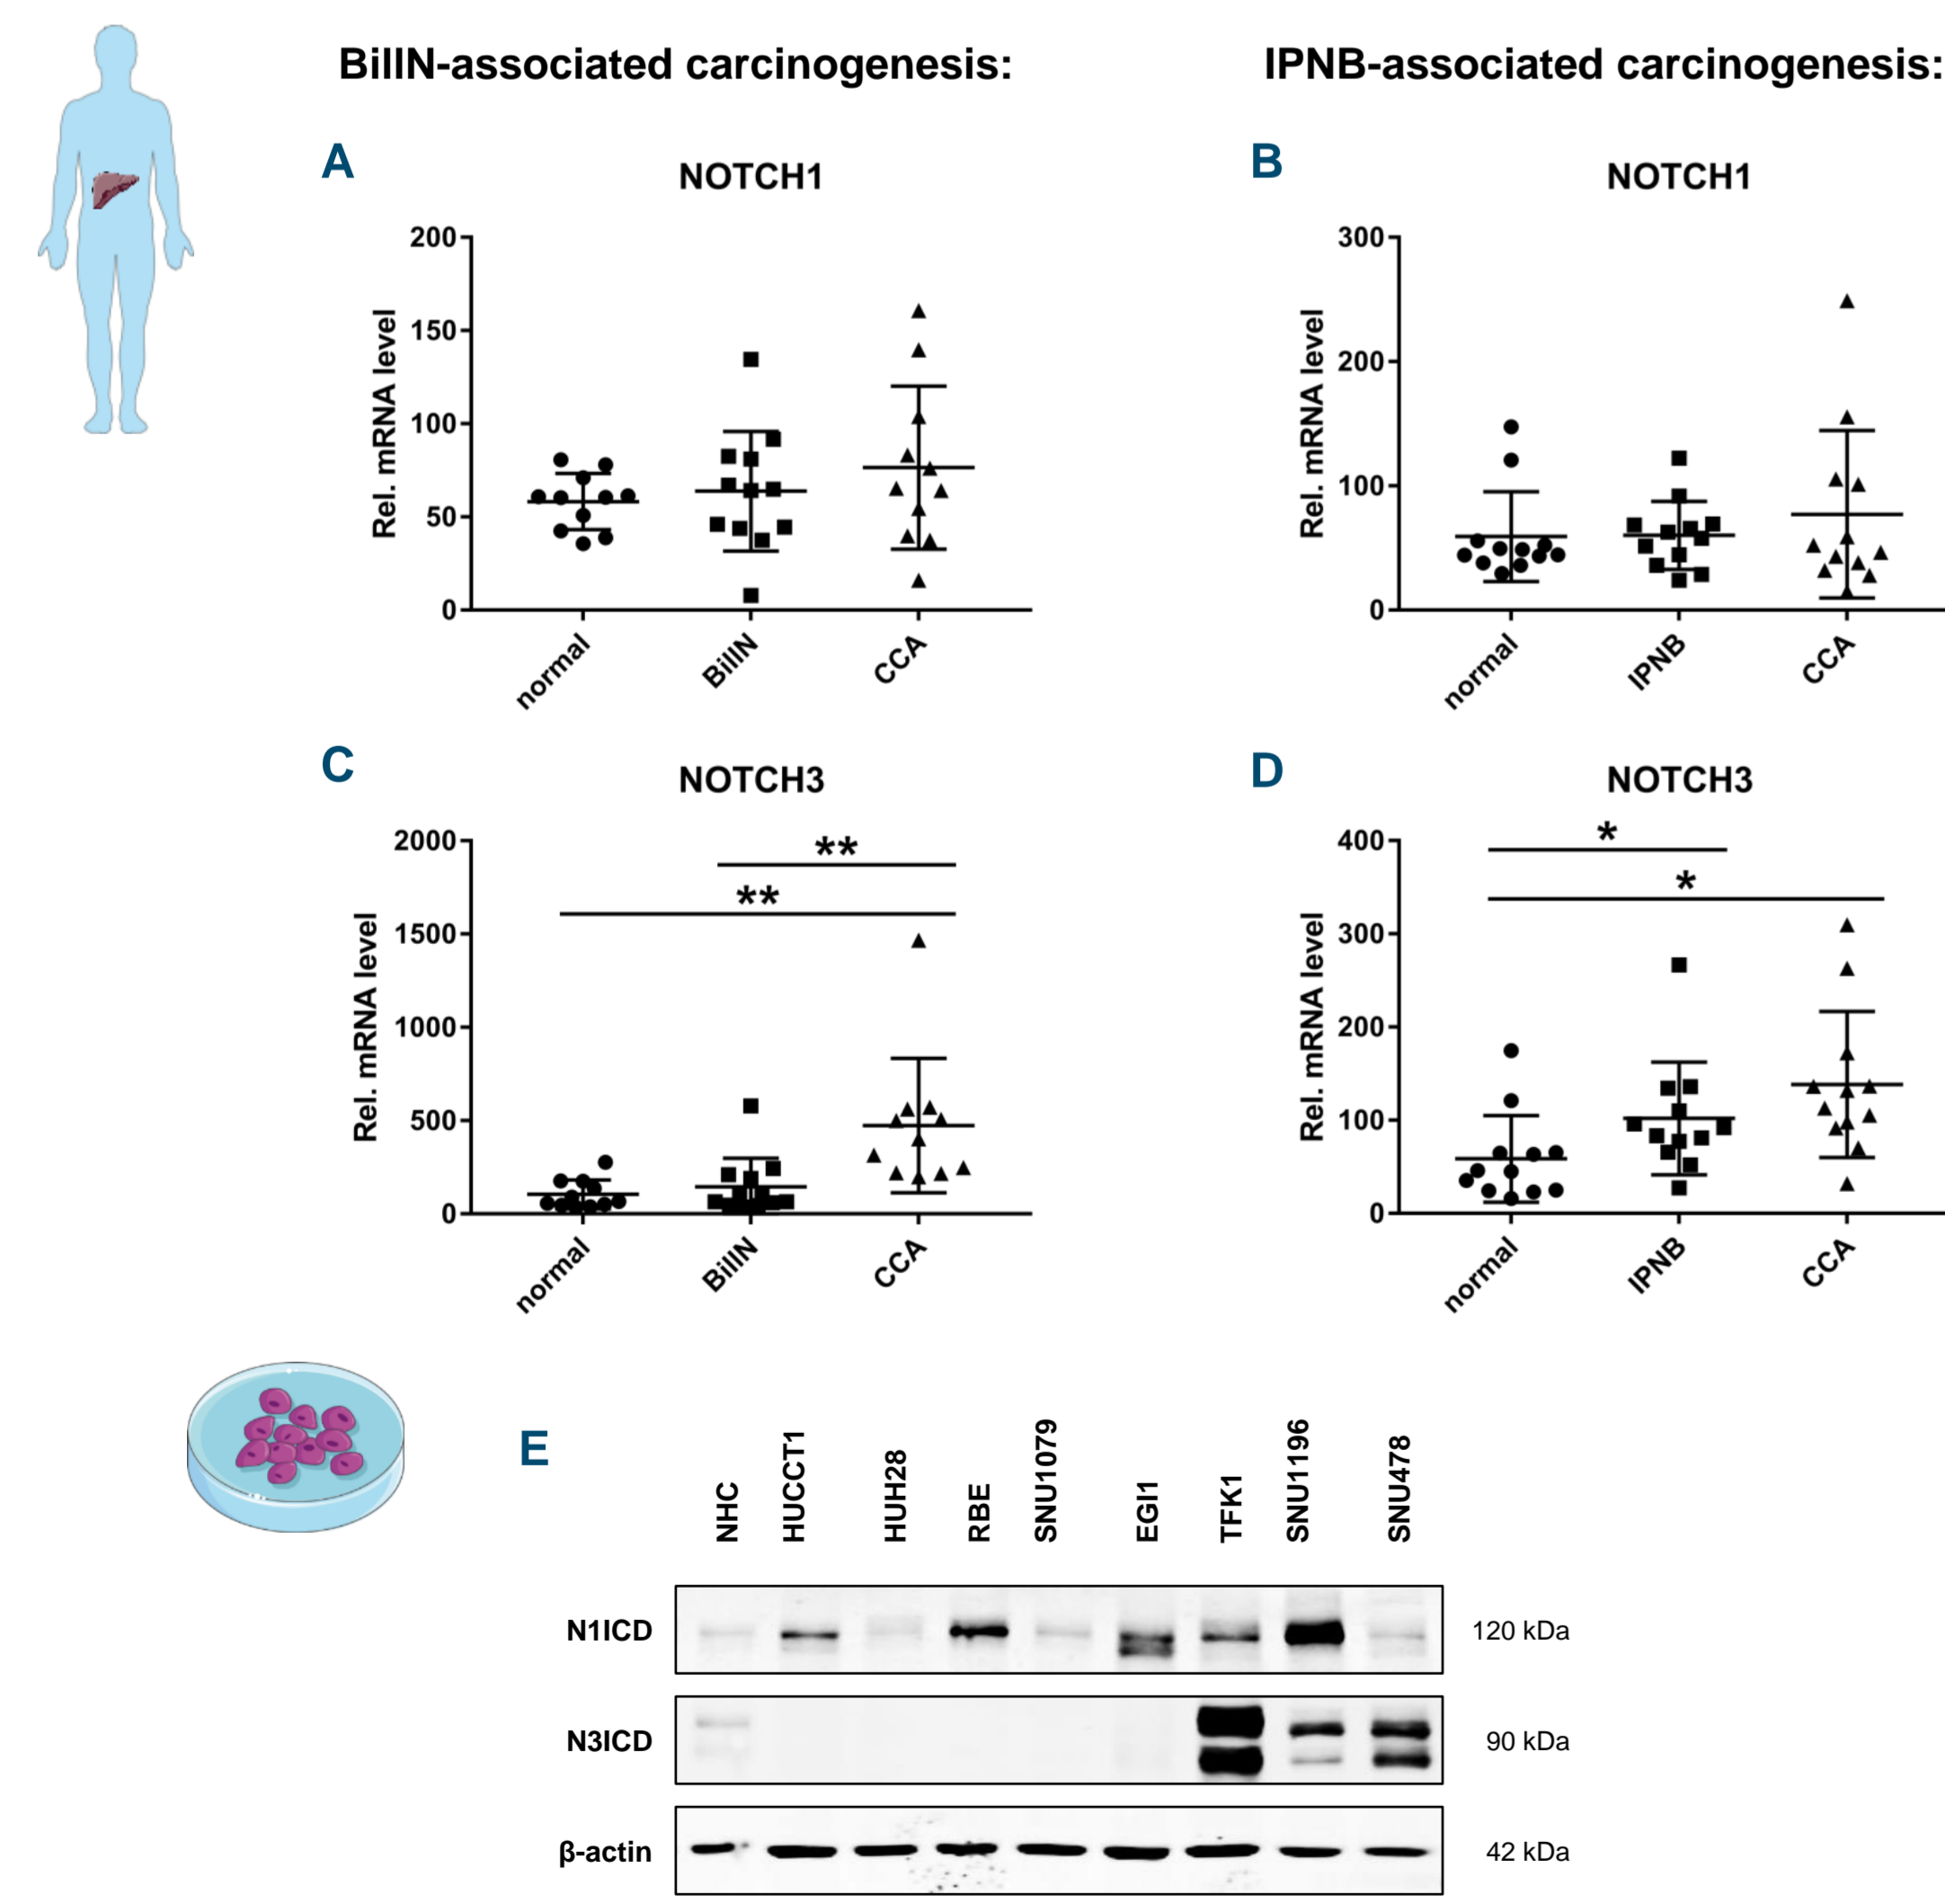 BilIN-associated carcinogenesis:
IPNB-associated carcinogenesis:
A
NOTCH1
Rel. mRNA level
200
150
100
50
0
normal
BilIN
CCA
B
NOTCH1
Rel. mRNA level
300
200
100
0
normal
IPNB
CCA
C
NOTCH3
Rel. mRNA level
2000
1500
1000
500
0
**
**
normal
BilIN
CCA
D
NOTCH3
Rel. mRNA level
400
300
200
100
0
*
*
normal
IPNB
CCA
E
NHC
HUCCT1
HUH28
RBE
SNU1079
EGI1
TFK1
SNU1196
SNU478
N1ICD
120 kDa
N3ICD
90 kDa
β-actin
42 kDa